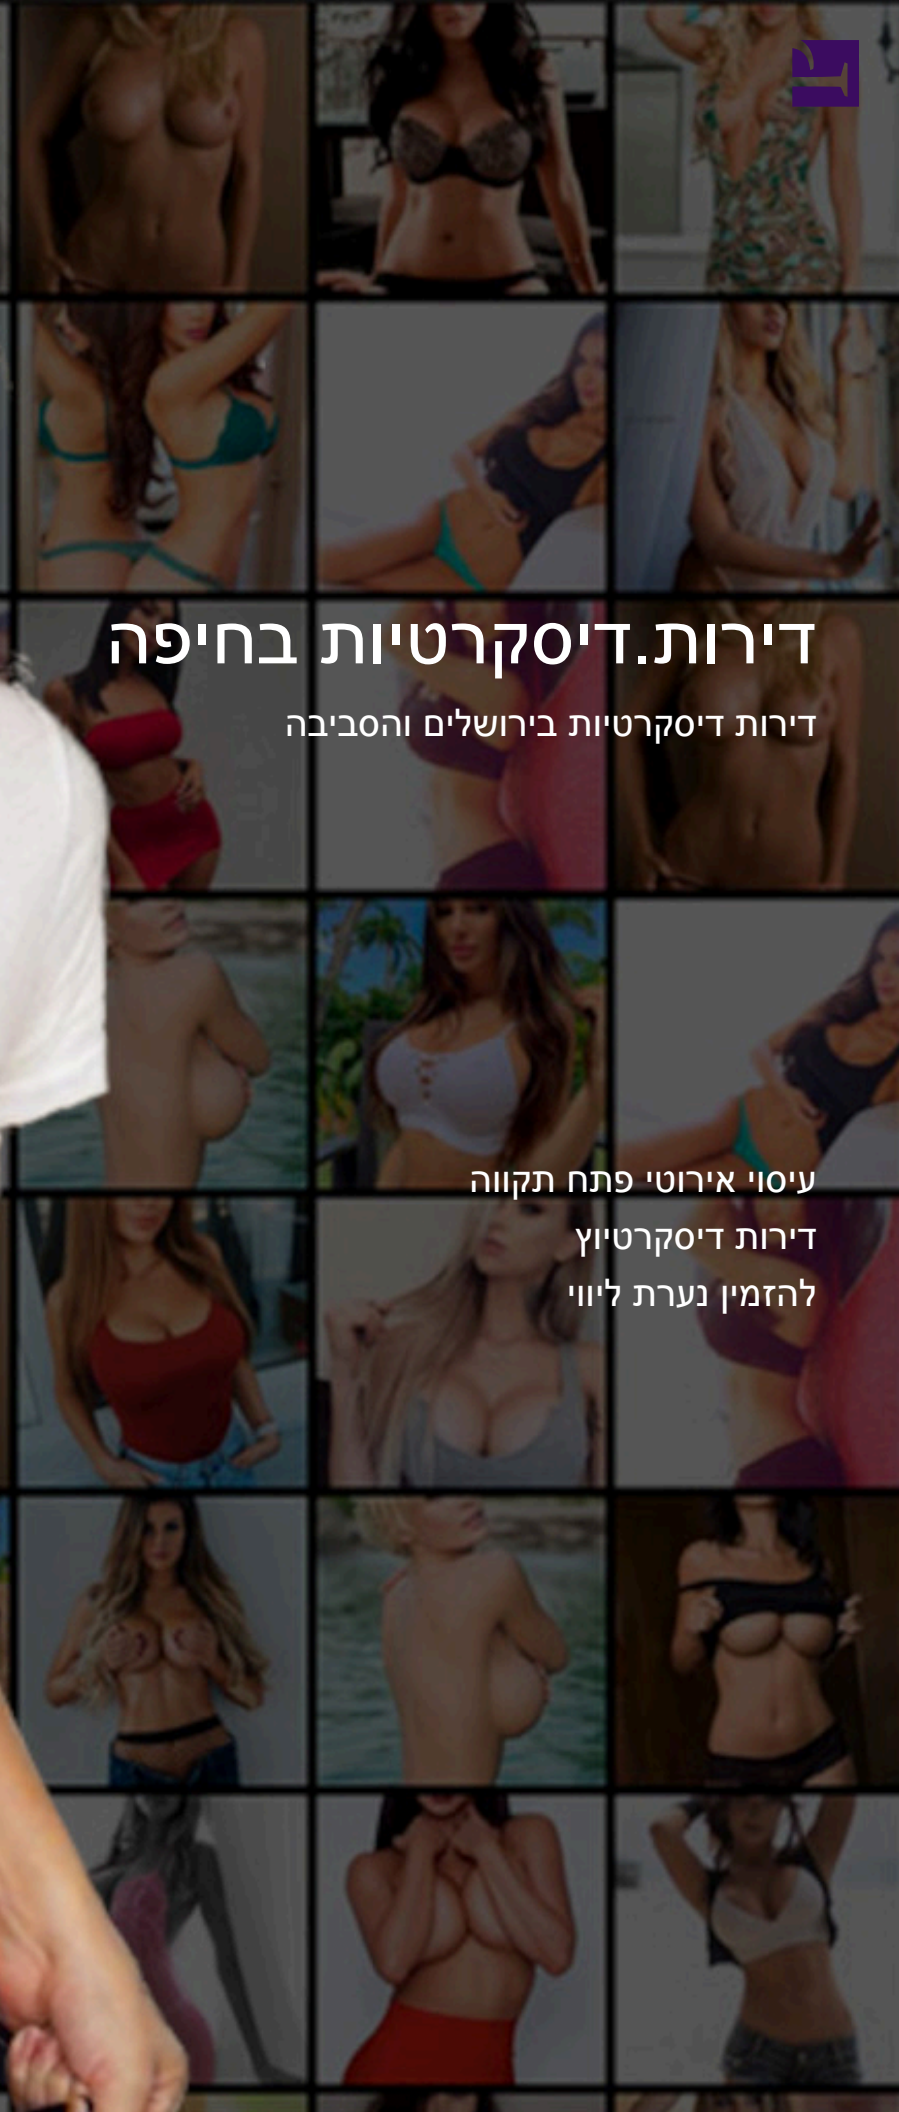 דירות.דיסקרטיות בחיפה
דירות דיסקרטיות בירושלים והסביבה
עיסוי אירוטי פתח תקווה
דירות דיסקרטיוץ
להזמין נערת ליווי